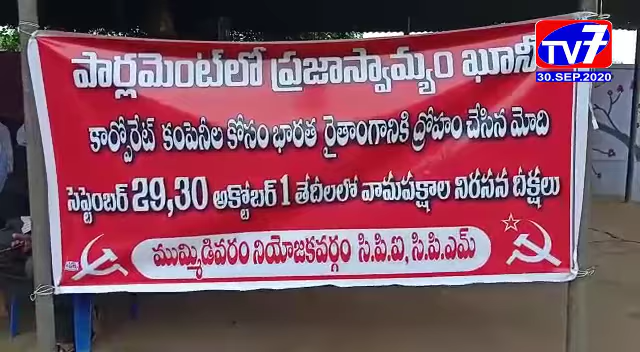 పార్లమెంట్‌లో ప్రజాస్వామ్యం ఖూనీ
కార్పోరేట్ కంపెనీల కోసం భారత రైతాంగానికి ద్రోహం చేసిన మోది
సెప్టెంబర్ 29,30 అక్టోబర్ 1 తేదీలలో వామపక్షాల నిరసన దీక్షలు
ముమ్మిడివరం నియోజకవర్గం సి.పి.ఐ, సి.పి.ఎమ్
TV7
30.SEP.2020